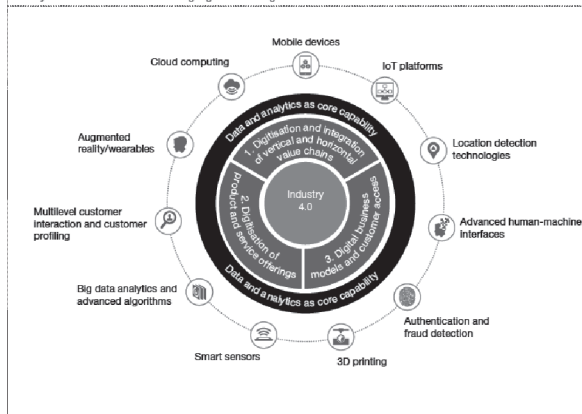 Mobile devices
Cloud computing
IoT platforms
Augmented
reality/wearables
Location detection
technologies
Multilevel customer
interaction and customer
profiling
Advanced human-machine
interfaces
Big data analytics and
advanced algorithms
Authentication and
fraud detection
Smart sensors
3D printing
Data and analytics as core capability
1. Digitisation and integration
of vertical and horizontal
value chains
Industry
4.0
2. Digitisation of
product and service offerings
3. Digital business
models and customer access
Data and analytics as core capability